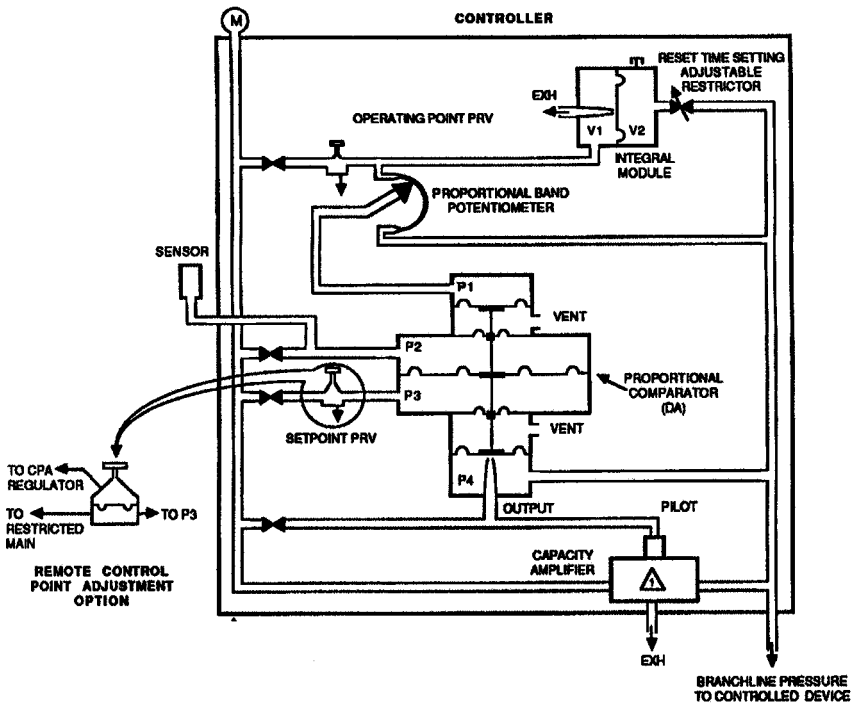 M
CONTROLLER
RESET TIME SETTING
ADJUSTABLE
RESTRICTOR
EXH
V1
V2
OPERATING POINT PRV
INTEGRAL
MODULE
PROPORTIONAL BAND
POTENTIOMETER
SENSOR
P1
VENT
P2
P3
PROPORTIONAL
COMPARATOR
(DA)
SETPOINT PRV
VENT
P4
TO CPA
REGULATOR
TO
RESTRICTED
MAIN
TO P3
OUTPUT
PILOT
REMOTE CONTROL
POINT ADJUSTMENT
OPTION
CAPACITY
AMPLIFIER
1
EXH
BRANCHLINE PRESSURE
TO CONTROLLED DEVICE